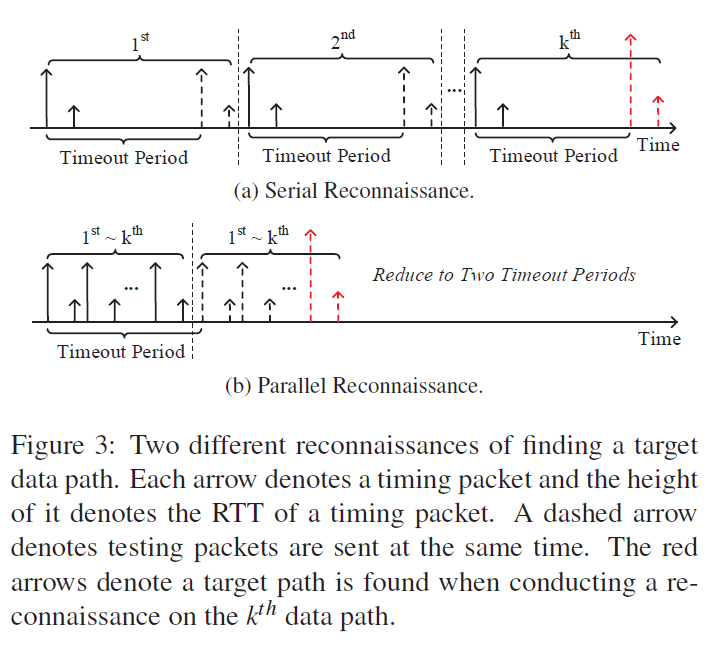 1st 2nd kth
...
Timeout Period Timeout Period Timeout Period Time
(a) Serial Reconnaissance.
1st ~ kth 1st ~ kth
Reduce to Two Timeout Periods
... ...
Timeout Period Time
(b) Parallel Reconnaissance.
Figure 3: Two different reconnaissances of finding a target
data path. Each arrow denotes a timing packet and the height
of it denotes the RTT of a timing packet. A dashed arrow
denotes testing packets are sent at the same time. The red
arrows denote a target path is found when conducting a re-
connaissance on the kth data path.